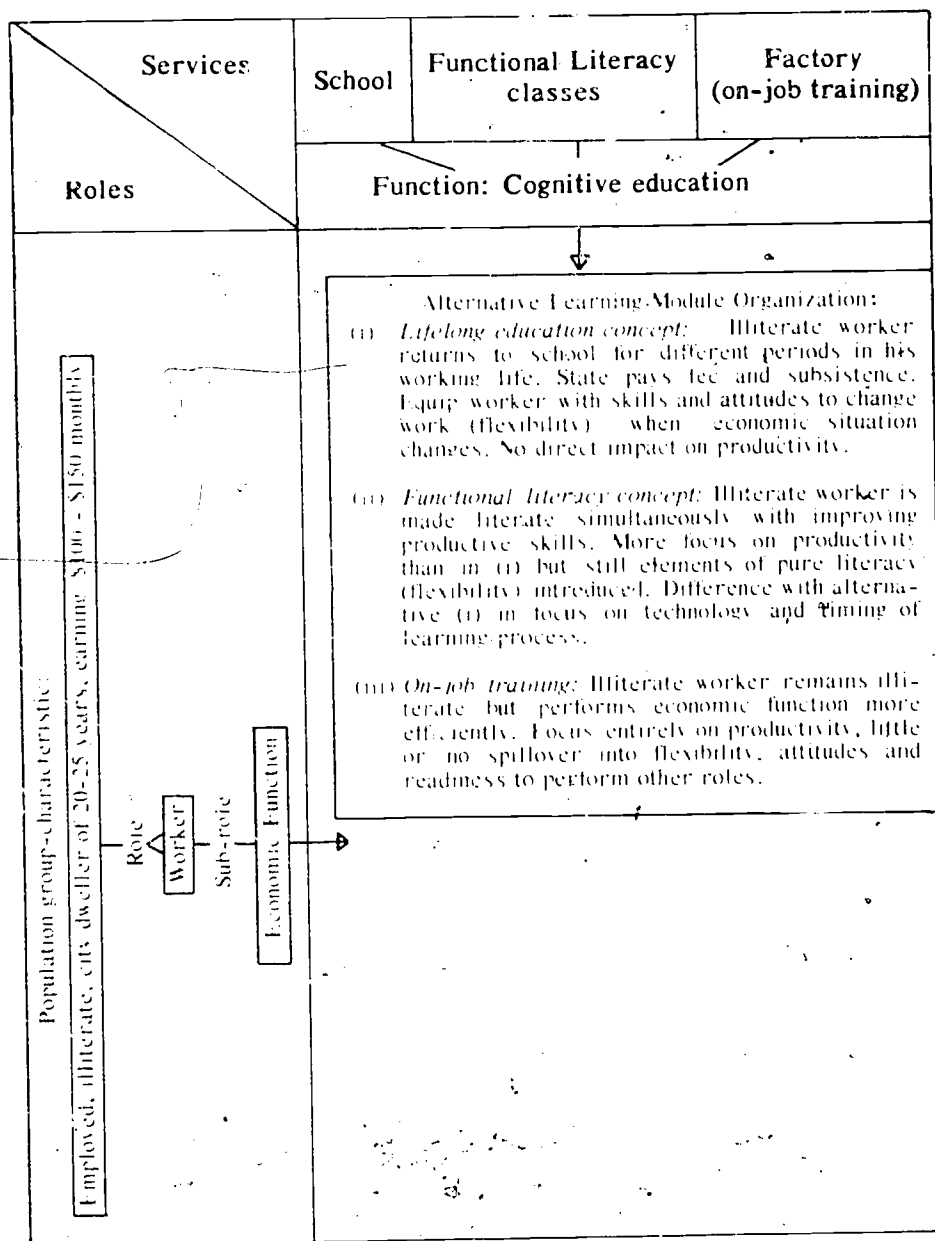 Services
Roles
School
Functional Literacy
classes
Factory
(on-job training)
Function: Cognitive education
Alternative Learning-Module Organization:
(i) Lifelong education concept: Illiterate worker
returns to school for different periods in his
working life. State pays fee and subsistence.
Equip worker with skills and attitudes to change
work (flexibility) when economic situation
changes. No direct impact on productivity.
(ii) Functional literacy concept: Illiterate worker is
made literate simultaneously with improving
productive skills. More focus on productivity
than in (i) but still elements of pure literacy
(flexibility) introduced. Difference with alterna-
tive (i) in focus on technology and timing of
learning process.
(iii) On-job training: Illiterate worker remains illi-
terate but performs economic function more
efficiently. Focus entirely on productivity, little
or no spillover into flexibility, attitudes and
readiness to perform other roles.
Population group-characteristic:
Employed, illiterate, city dweller of 20-25 years, earning $100 - $150 monthly
Role
Worker
Sub-role
Economic Function